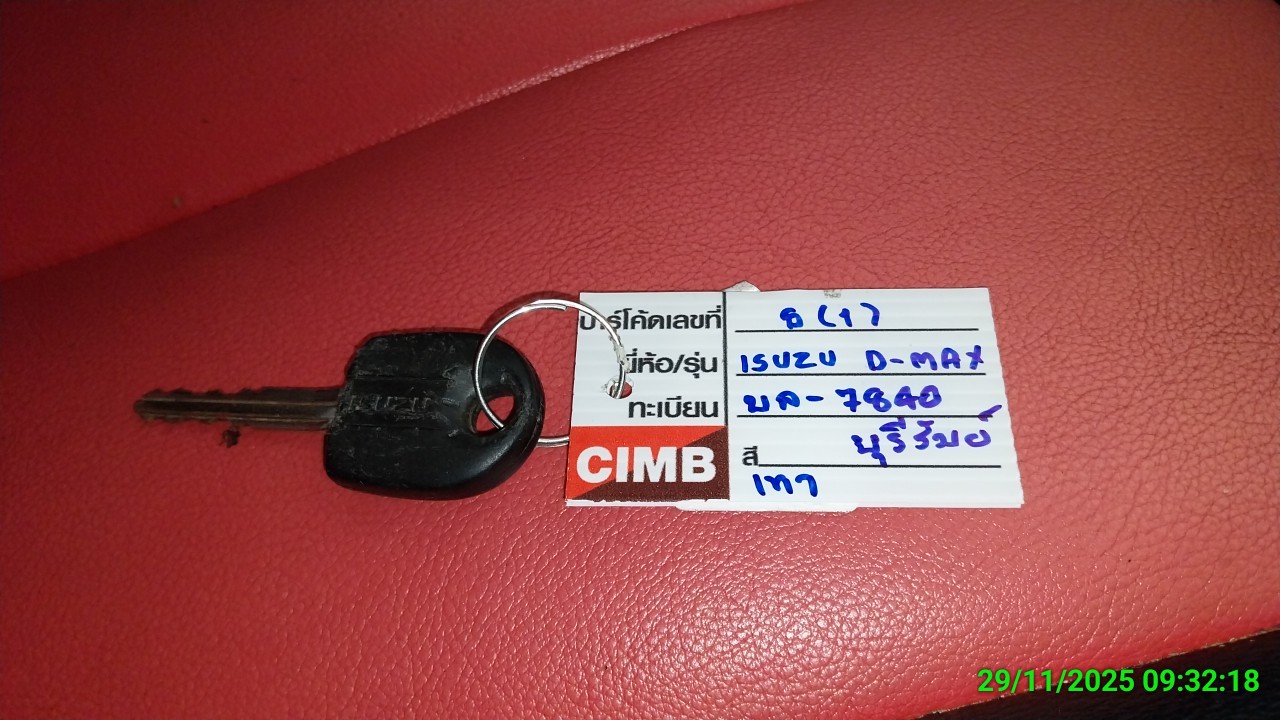 ISUZU
บาร์โค้ดเลขที่ 8 (1)
ยี่ห้อ/รุ่น ISUZU D-MAX
ทะเบียน บล-7840
บุรีรัมย์
สี
เทา
CIMB
29/11/2025 09:32:18